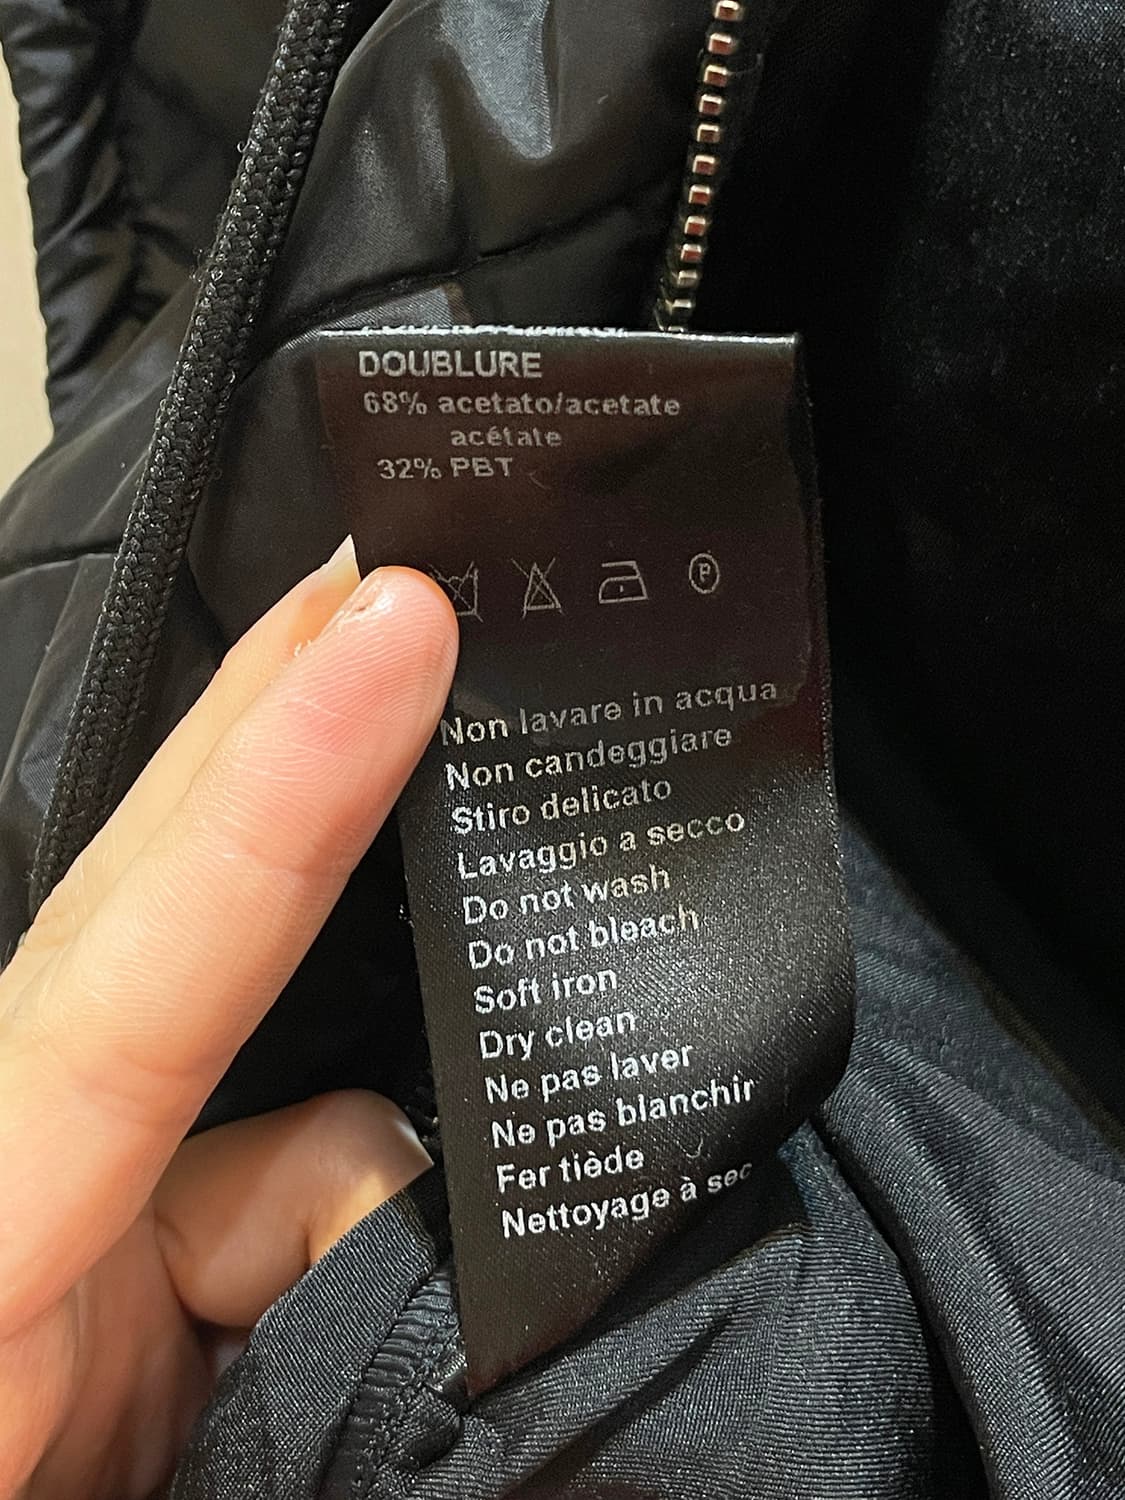 DOUBLURE
68% acetato/acetate
acétate
32% PBT
P
Non lavare in acqua
Non candeggiare
Stiro delicato
Lavaggio a secco
Do not wash
Do not bleach
Soft iron
Dry clean
Ne pas laver
Ne pas blanchir
Fer tiède
Nettoyage à sec